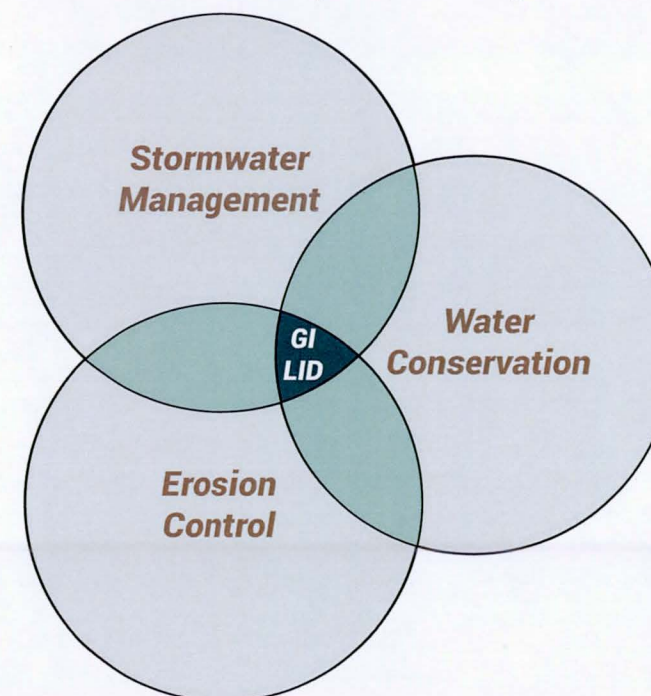 Stormwater
Management
Water
Conservation
GI
LID
Erosion
Control